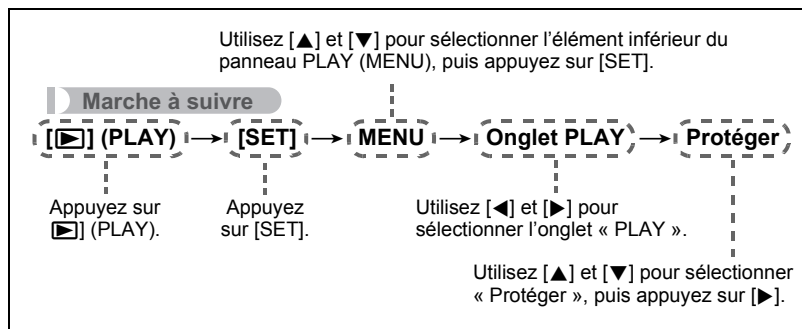 Utilisez [▲] et [▼] pour sélectionner l'élément inférieur du
panneau PLAY (MENU), puis appuyez sur [SET].
Marche à suivre
[▶] (PLAY) → [SET] → MENU → Onglet PLAY → Protéger
Appuyez sur
▶] (PLAY).
Appuyez
sur [SET].
Utilisez [◀] et [▶] pour
sélectionner l'onglet « PLAY ».
Utilisez [▲] et [▼] pour sélectionner
« Protéger », puis appuyez sur [▶].